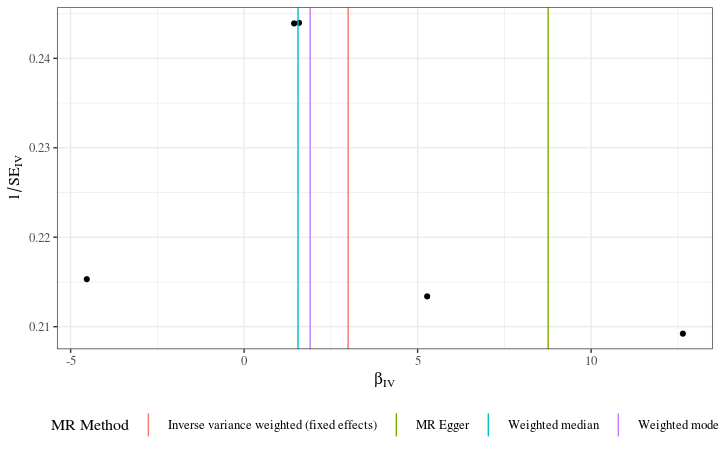 0.24
0.23
0.22
0.21
1/SE_IV
-5 0 5 10
β_IV
MR Method Inverse variance weighted (fixed effects) MR Egger Weighted median Weighted mode